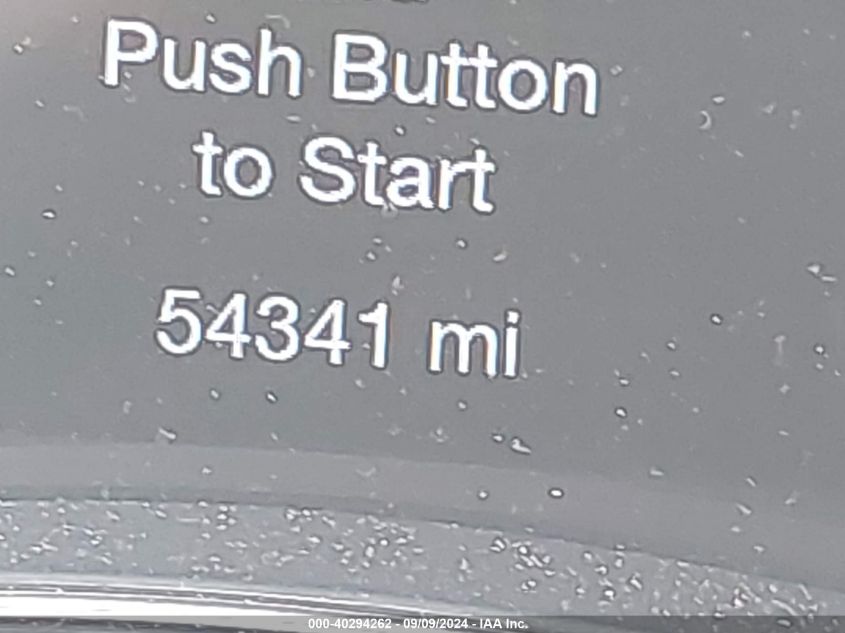 Push Button
to Start
54341 mi
000-40294262 - 09/09/2024 - IAA Inc.